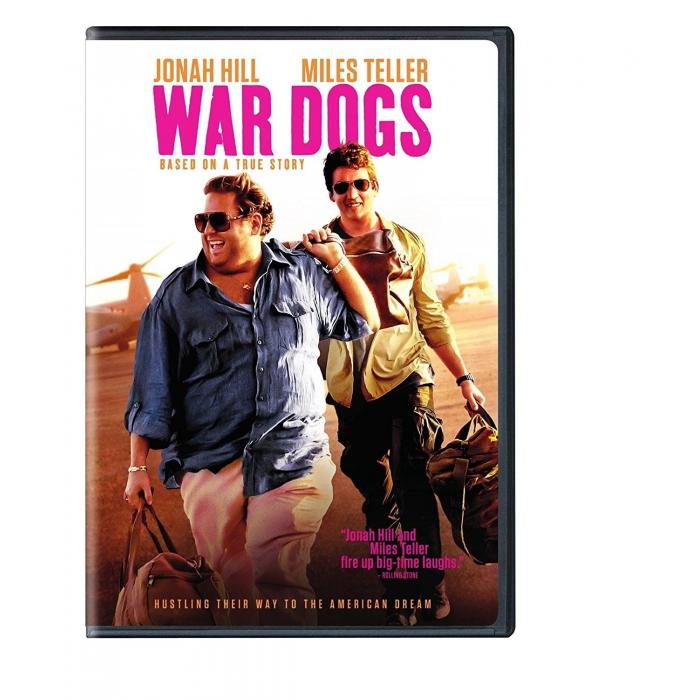 JONAH HILL MILES TELLER
WAR DOGS
BASED ON A TRUE STORY
"Jonah Hill and
Miles Teller
fire up big-time laughs."
- ROLLING STONE
HUSTLING THEIR WAY TO THE AMERICAN DREAM